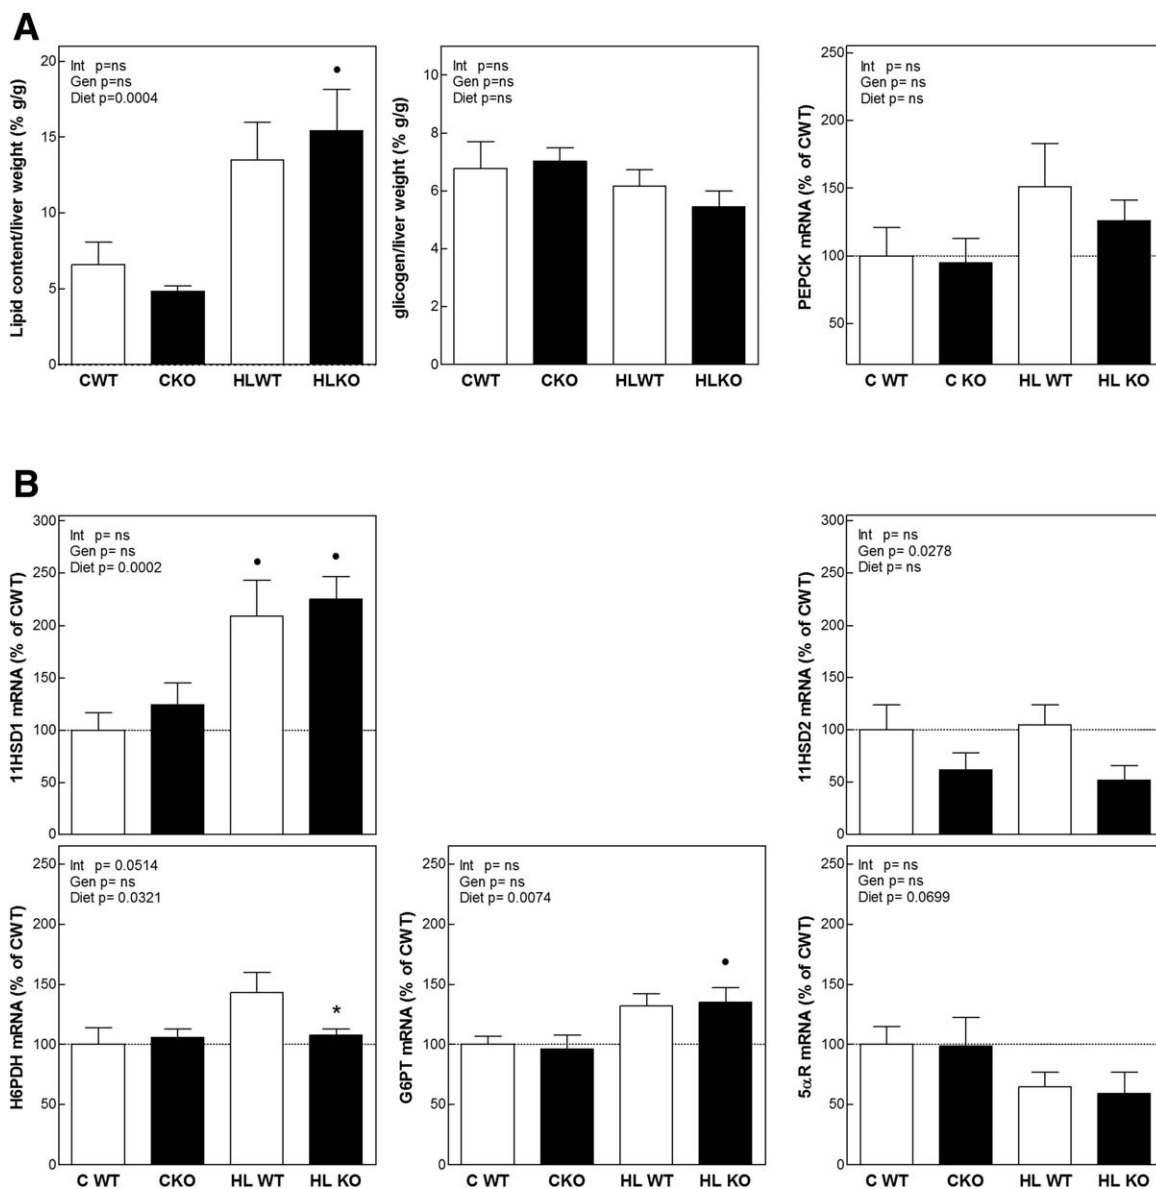 A
Lipid content/liver weight (% g/g)
20
15
10
5
0
Int p=ns
Gen p=ns
Diet p=0.0004
•
CWT CKO HLWT HLKO
glicogen/liver weight (% g/g)
10
8
6
4
2
0
Int p=ns
Gen p=ns
Diet p=ns
CWT CKO HLWT HLKO
PEPCK mRNA (% of CWT)
250
200
150
100
50
Int p= ns
Gen p= ns
Diet p= ns
C WT C KO HL WT HL KO
B
11HSD1 mRNA (% of CWT)
300
250
200
150
100
50
0
Int p= ns
Gen p= ns
Diet p= 0.0002
• •
11HSD2 mRNA (% of CWT)
300
250
200
150
100
50
0
Int p= ns
Gen p= 0.0278
Diet p= ns
H6PDH mRNA (% of CWT)
250
200
150
100
50
0
Int p= 0.0514
Gen p= ns
Diet p= 0.0321
*
C WT CKO HL WT HL KO
G6PT mRNA (% of CWT)
250
200
150
100
50
0
Int p= ns
Gen p= ns
Diet p= 0.0074
•
C WT CKO HL WT HL KO
5αR mRNA (% of CWT)
250
200
150
100
50
0
Int p= ns
Gen p= ns
Diet p= 0.0699
C WT CKO HL WT HL KO